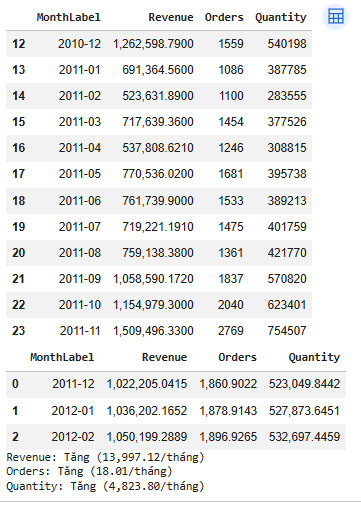 MonthLabel Revenue Orders Quantity
12 2010-12 1,262,598.7900 1559 540198
13 2011-01 691,364.5600 1086 387785
14 2011-02 523,631.8900 1100 283555
15 2011-03 717,639.3600 1454 377526
16 2011-04 537,808.6210 1246 308815
17 2011-05 770,536.0200 1681 395738
18 2011-06 761,739.9000 1533 389213
19 2011-07 719,221.1910 1475 401759
20 2011-08 759,138.3800 1361 421770
21 2011-09 1,058,590.1720 1837 570820
22 2011-10 1,154,979.3000 2040 623401
23 2011-11 1,509,496.3300 2769 754507
MonthLabel Revenue Orders Quantity
0 2011-12 1,022,205.0415 1,860.9022 523,049.8442
1 2012-01 1,036,202.1652 1,878.9143 527,873.6451
2 2012-02 1,050,199.2889 1,896.9265 532,697.4459
Revenue: Tăng (13,997.12/tháng)
Orders: Tăng (18.01/tháng)
Quantity: Tăng (4,823.80/tháng)